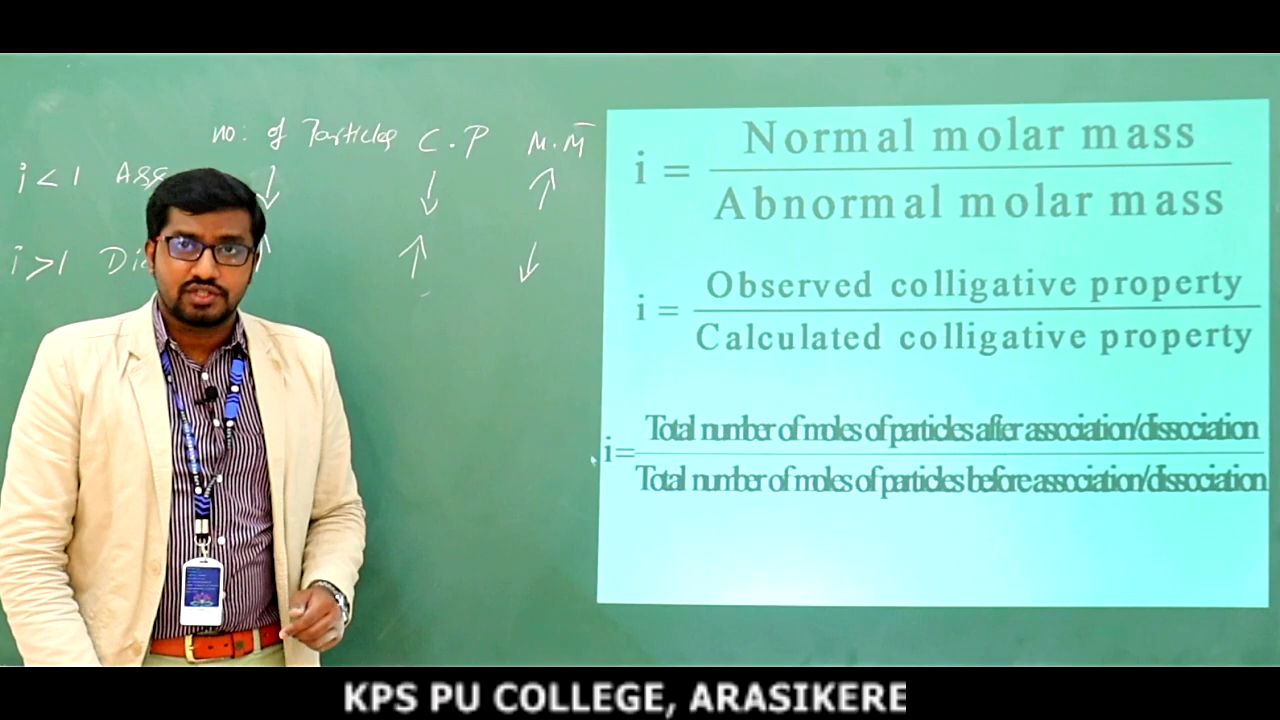 no: of Particles C.P M.M
i < 1 Ass ↓ ↓ ↑
i > 1 Di ↑ ↑ ↓
i = Normal molar mass / Abnormal molar mass
i = Observed colligative property / Calculated colligative property
i= Total number of moles of particles after association/dissociation / Total number of moles of particles before association/dissociation
KPS PU COLLEGE, ARASIKERE